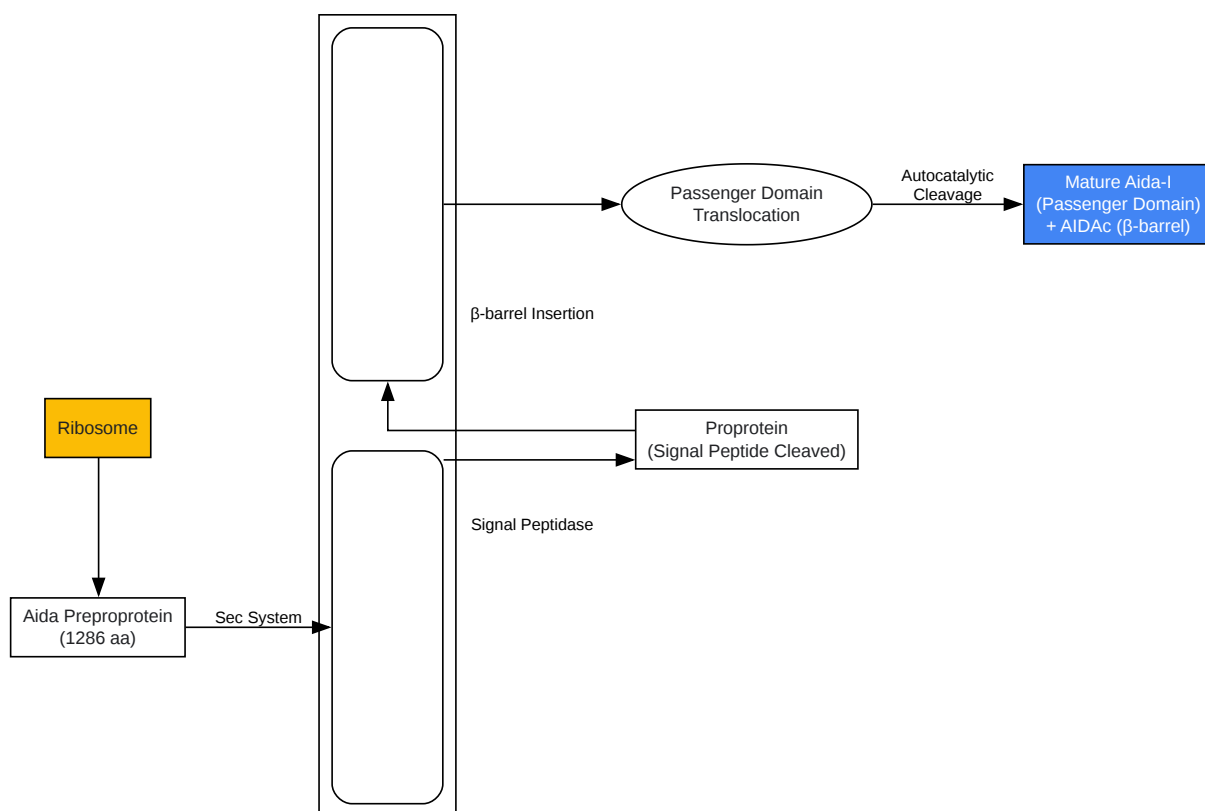 Passenger Domain
Translocation
Autocatalytic
Cleavage
Mature Aida-I
(Passenger Domain)
+ AIDAc (β-barrel)
β-barrel Insertion
Ribosome
Proprotein
(Signal Peptide Cleaved)
Signal Peptidase
Aida Preproprotein
(1286 aa)
Sec System